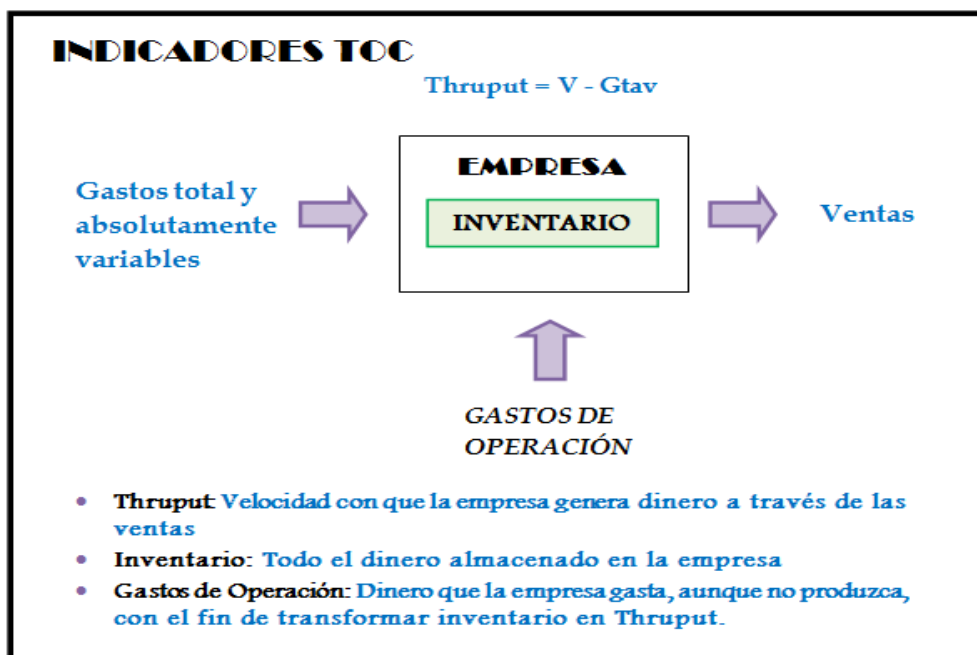 INDICADORES TOC
Thruput = V - Gtav
Gastos total y
absolutamente
variables
EMPRESA
INVENTARIO
Ventas
GASTOS DE
OPERACIÓN
• Thruput: Velocidad con que la empresa genera dinero a través de las
ventas
• Inventario: Todo el dinero almacenado en la empresa
• Gastos de Operación: Dinero que la empresa gasta, aunque no produzca,
con el fin de transformar inventario en Thruput.